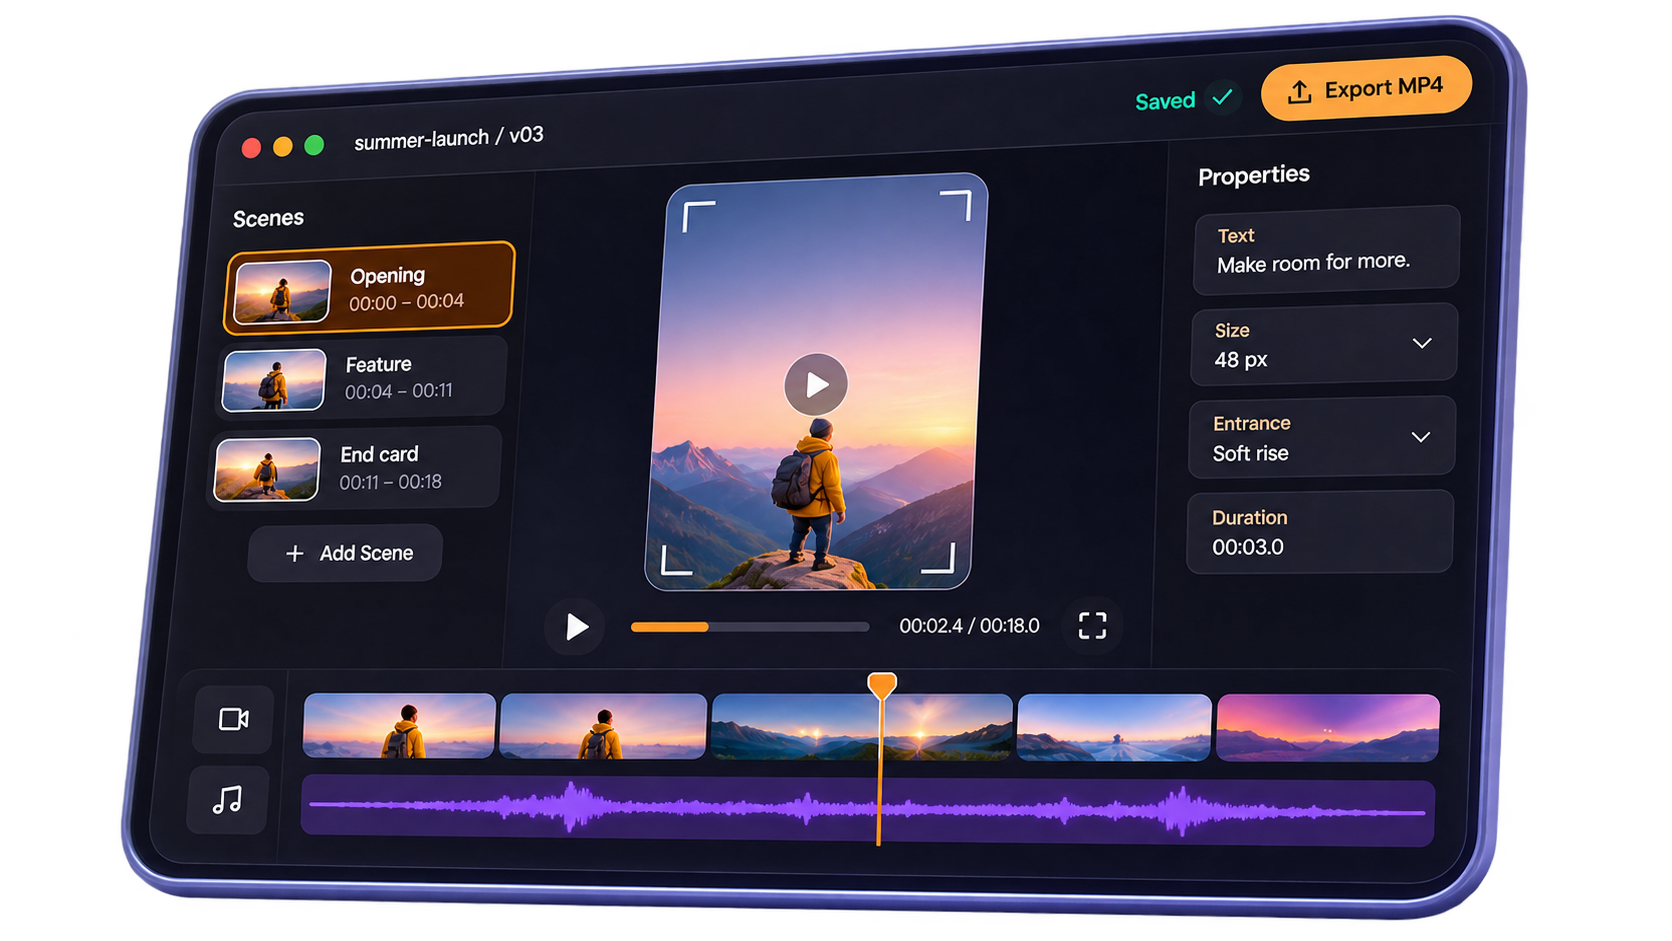 summer-launch / v03
Saved
Export MP4
Scenes
Opening
00:00 – 00:04
Feature
00:04 – 00:11
End card
00:11 – 00:18
+ Add Scene
00:02.4 / 00:18.0
Properties
Text
Make room for more.
Size
48 px
Entrance
Soft rise
Duration
00:03.0